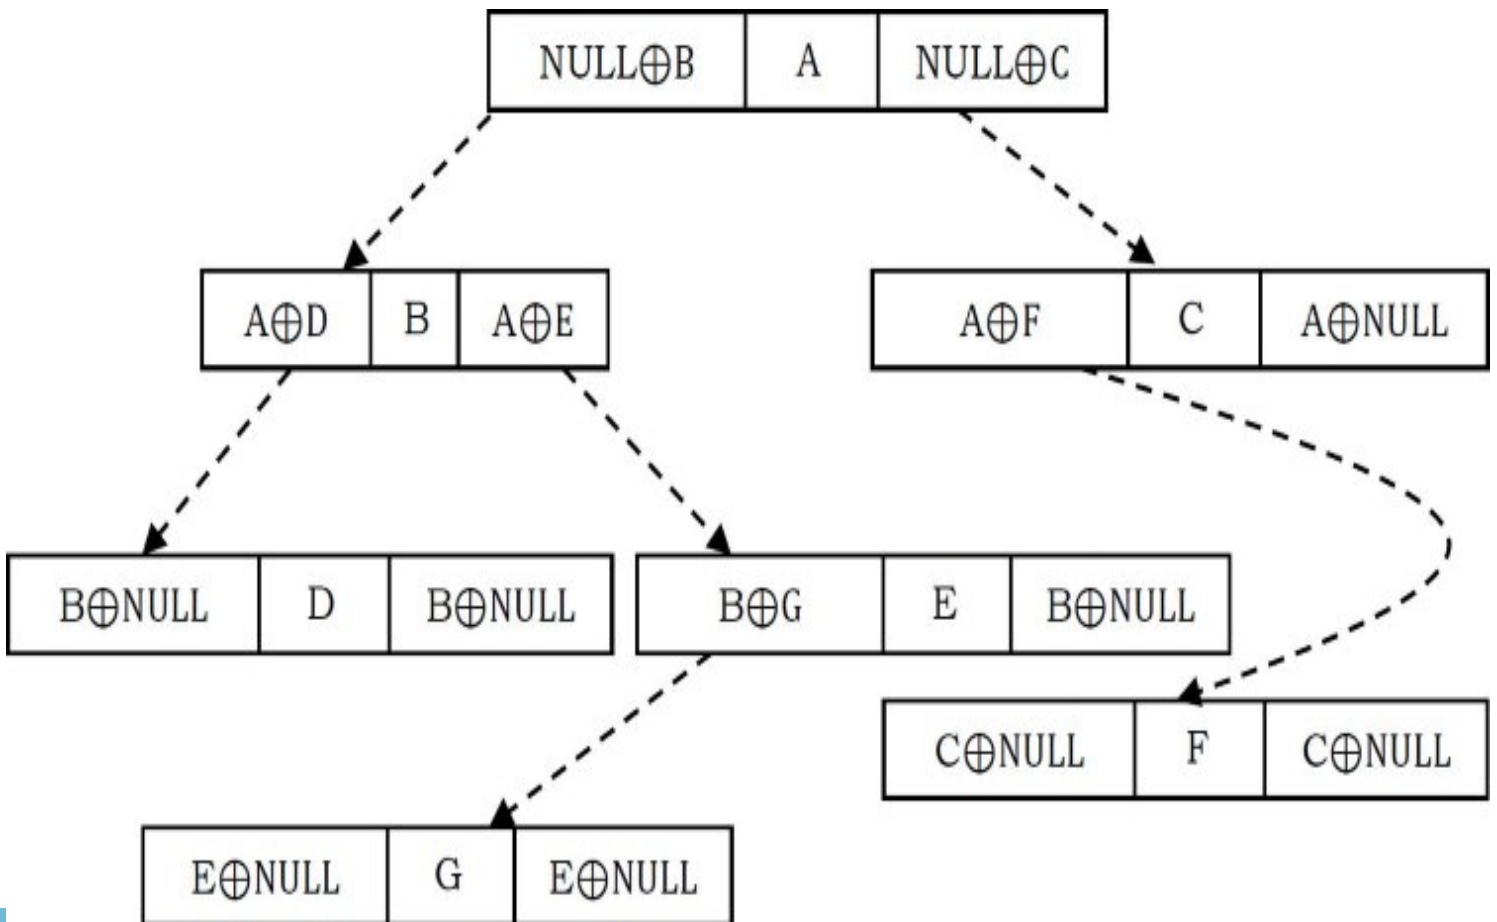 NULL⊕B A NULL⊕C
A⊕D B A⊕E A⊕F C A⊕NULL
B⊕NULL D B⊕NULL B⊕G E B⊕NULL
C⊕NULL F C⊕NULL
E⊕NULL G E⊕NULL